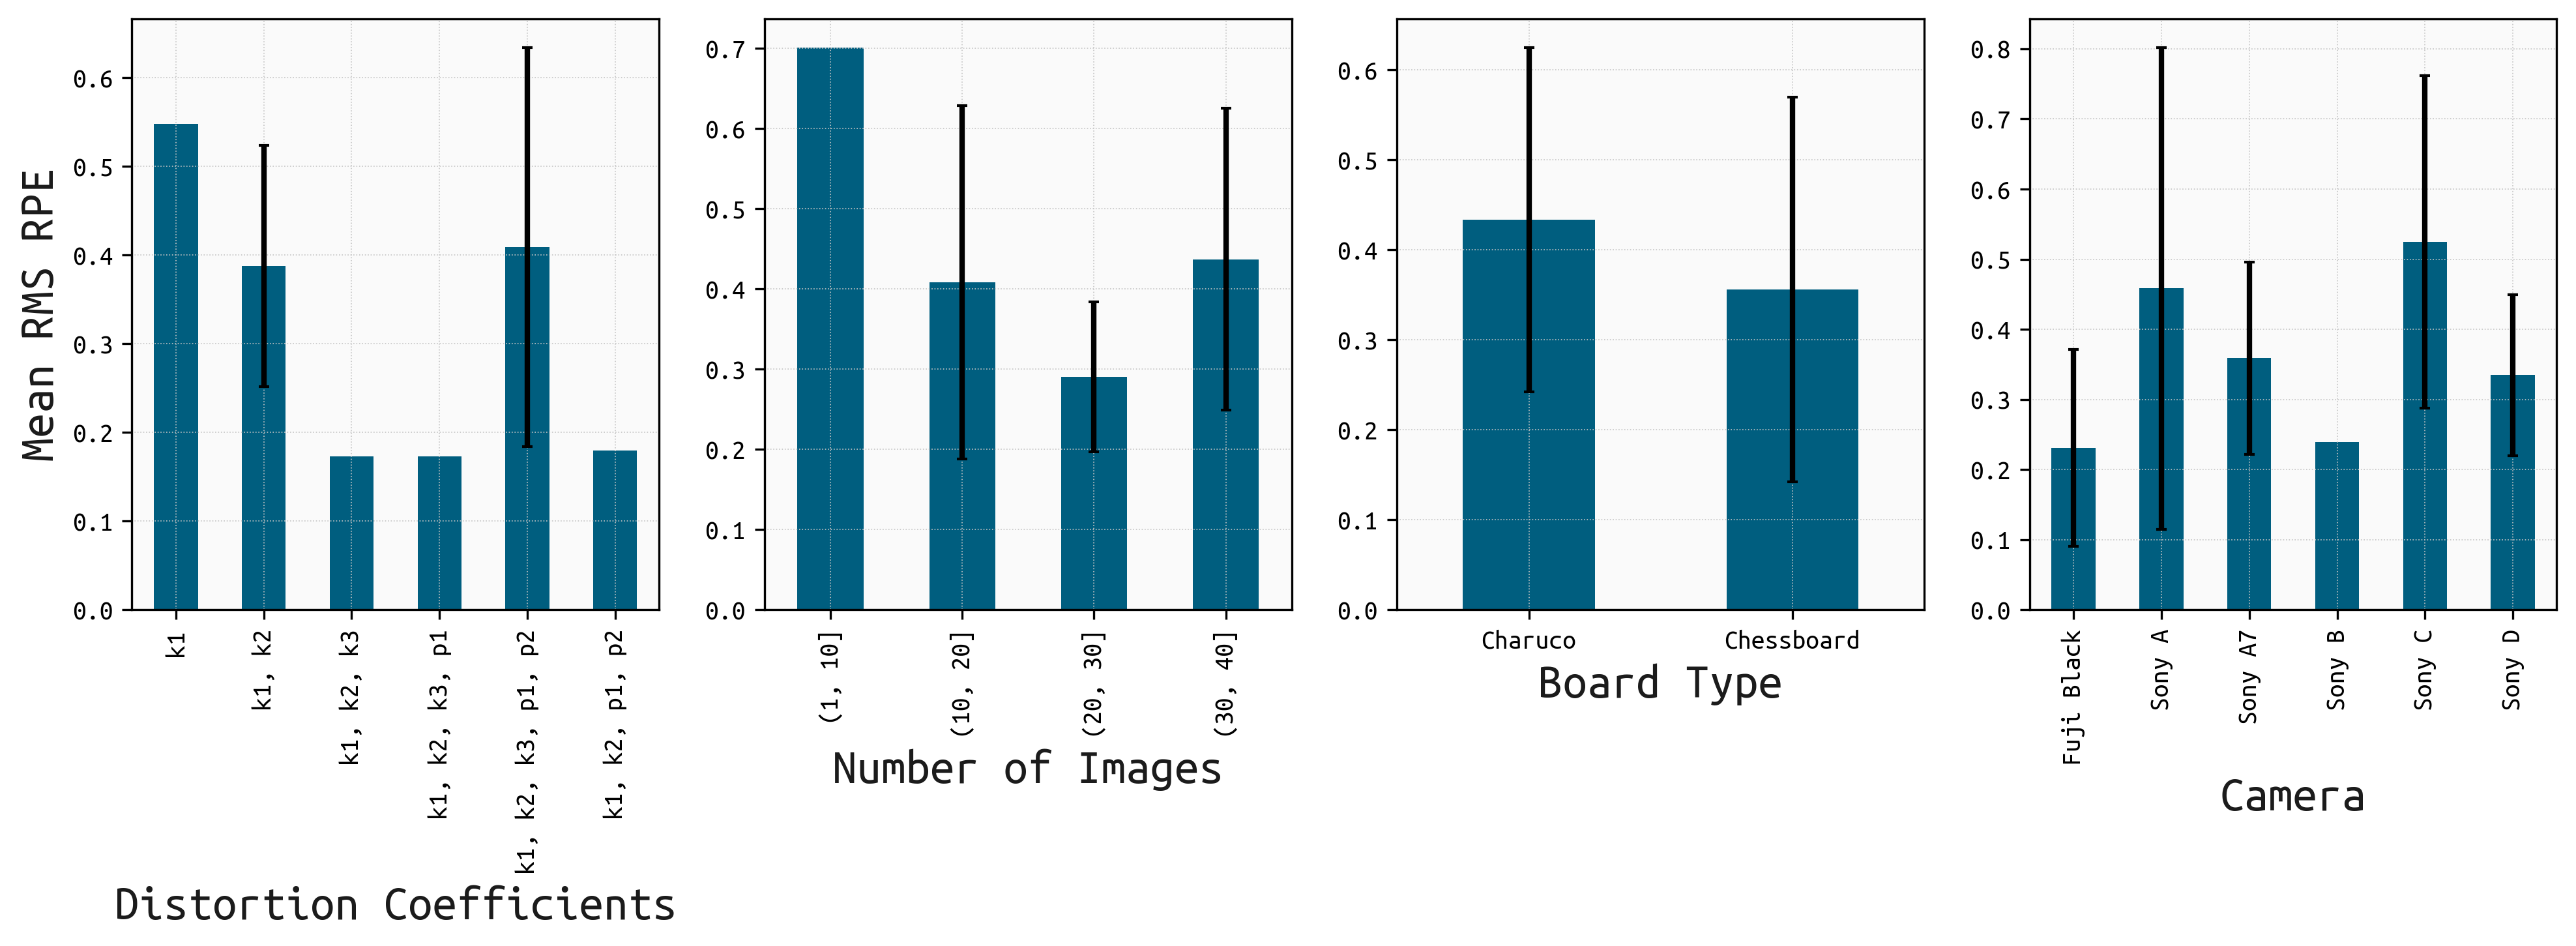 Mean RMS RPE
0.6
0.5
0.4
0.3
0.2
0.1
0.0
k1
k1, k2
k1, k2, k3
k1, k2, k3, p1
k1, k2, k3, p1, p2
k1, k2, p1, p2
Distortion Coefficients
0.7
0.6
0.5
0.4
0.3
0.2
0.1
0.0
(1, 10]
(10, 20]
(20, 30]
(30, 40]
Number of Images
0.6
0.5
0.4
0.3
0.2
0.1
0.0
Charuco
Chessboard
Board Type
0.8
0.7
0.6
0.5
0.4
0.3
0.2
0.1
0.0
Fuji Black
Sony A
Sony A7
Sony B
Sony C
Sony D
Camera